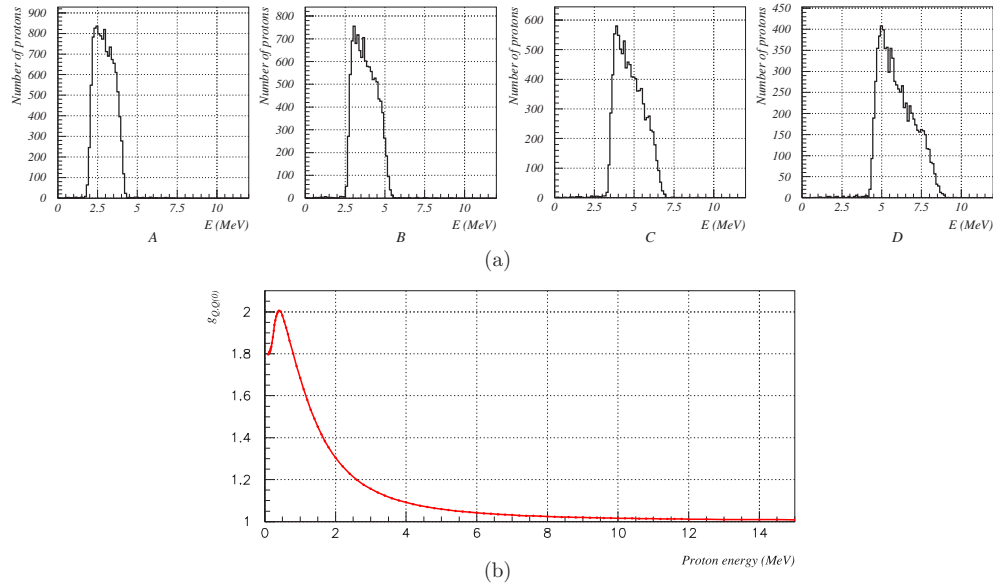 Number of protons
900
800
700
600
500
400
300
200
100
0
0 2.5 5 7.5 10
E (MeV)
A
Number of protons
800
700
600
500
400
300
200
100
0
0 2.5 5 7.5 10
E (MeV)
B
Number of protons
600
500
400
300
200
100
0
0 2.5 5 7.5 10
E (MeV)
C
Number of protons
450
400
350
300
250
200
150
100
50
0
0 2.5 5 7.5 10
E (MeV)
D
(a)
g_{Q,Q(0)}
2
1.8
1.6
1.4
1.2
1
0 2 4 6 8 10 12 14
Proton energy (MeV)
(b)